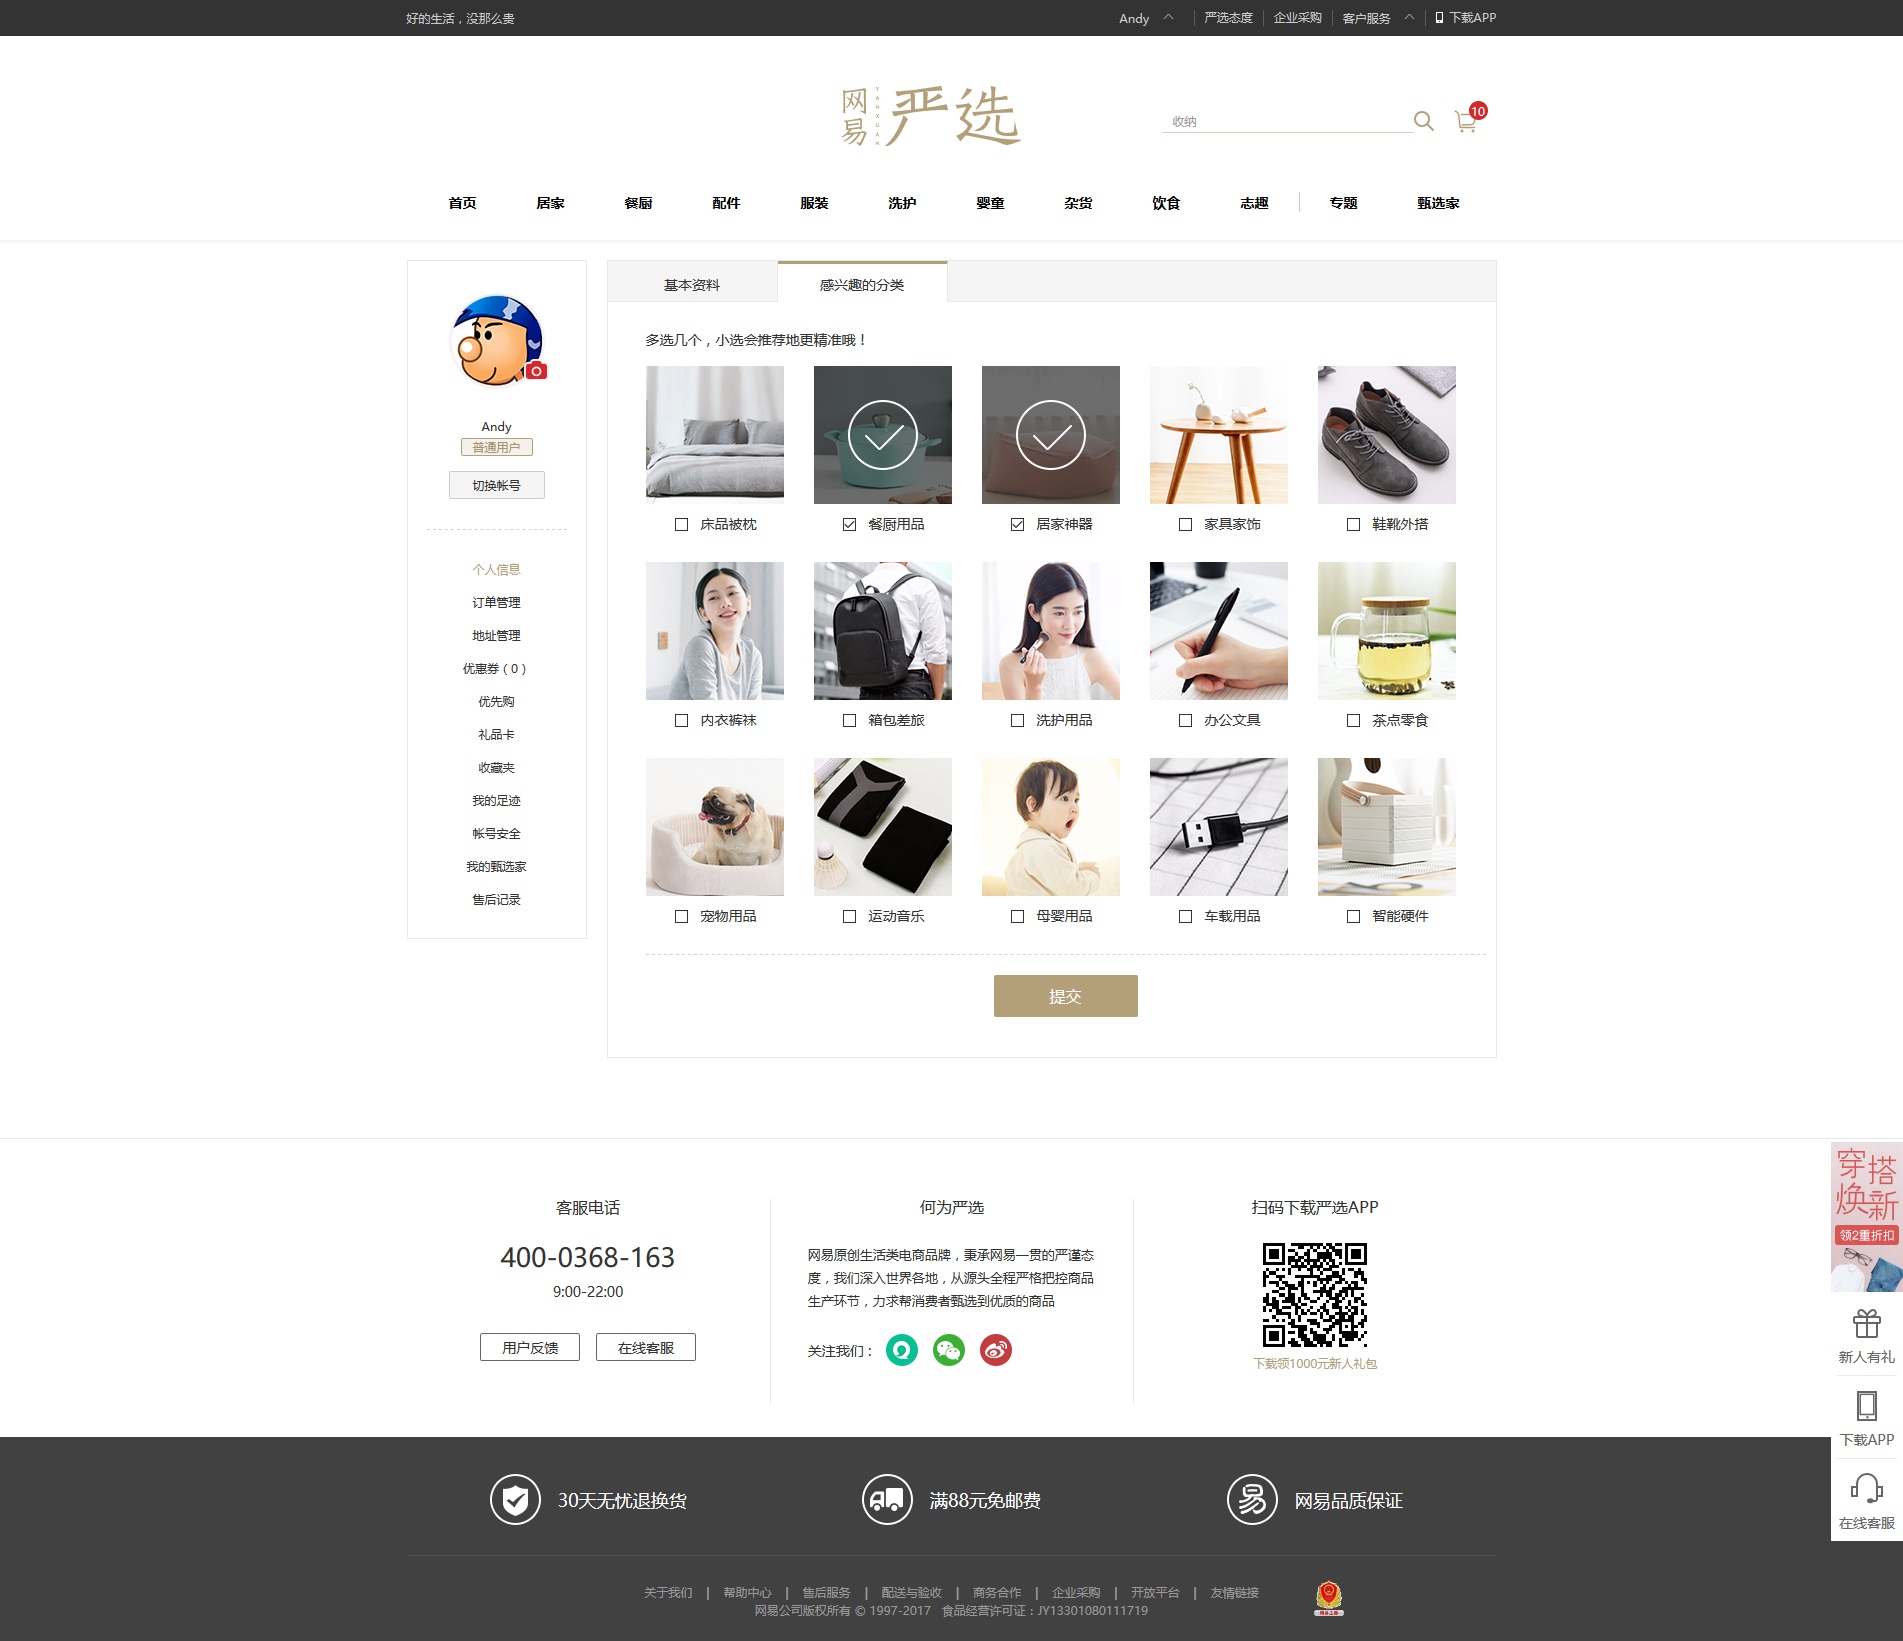 好的生活，没那么贵
Andy
严选态度
企业采购
客户服务
下载APP
网易
YANXUAN
严选
收纳
10
首页 居家 餐厨 配件 服装 洗护 婴童 杂货 饮食 志趣 专题 甄选家
Andy
普通用户
切换帐号
个人信息
订单管理
地址管理
优惠券（0）
优先购
礼品卡
收藏夹
我的足迹
帐号安全
我的甄选家
售后记录
基本资料 感兴趣的分类
多选几个，小选会推荐地更精准哦！
床品被枕 餐厨用品 居家神器 家具家饰 鞋靴外搭
内衣裤袜 箱包差旅 洗护用品 办公文具 茶点零食
宠物用品 运动音乐 母婴用品 车载用品 智能硬件
提交
客服电话
400-0368-163
9:00-22:00
用户反馈 在线客服
何为严选
网易原创生活类电商品牌，秉承网易一贯的严谨态
度，我们深入世界各地，从源头全程严格把控商品
生产环节，力求帮消费者甄选到优质的商品
关注我们：
扫码下载严选APP
下载领1000元新人礼包
穿搭
焕新
领2重折扣
新人有礼
下载APP
在线客服
30天无忧退换货
满88元免邮费
易
网易品质保证
关于我们 | 帮助中心 | 售后服务 | 配送与验收 | 商务合作 | 企业采购 | 开放平台 | 友情链接
网易公司版权所有 © 1997-2017 食品经营许可证：JY13301080111719